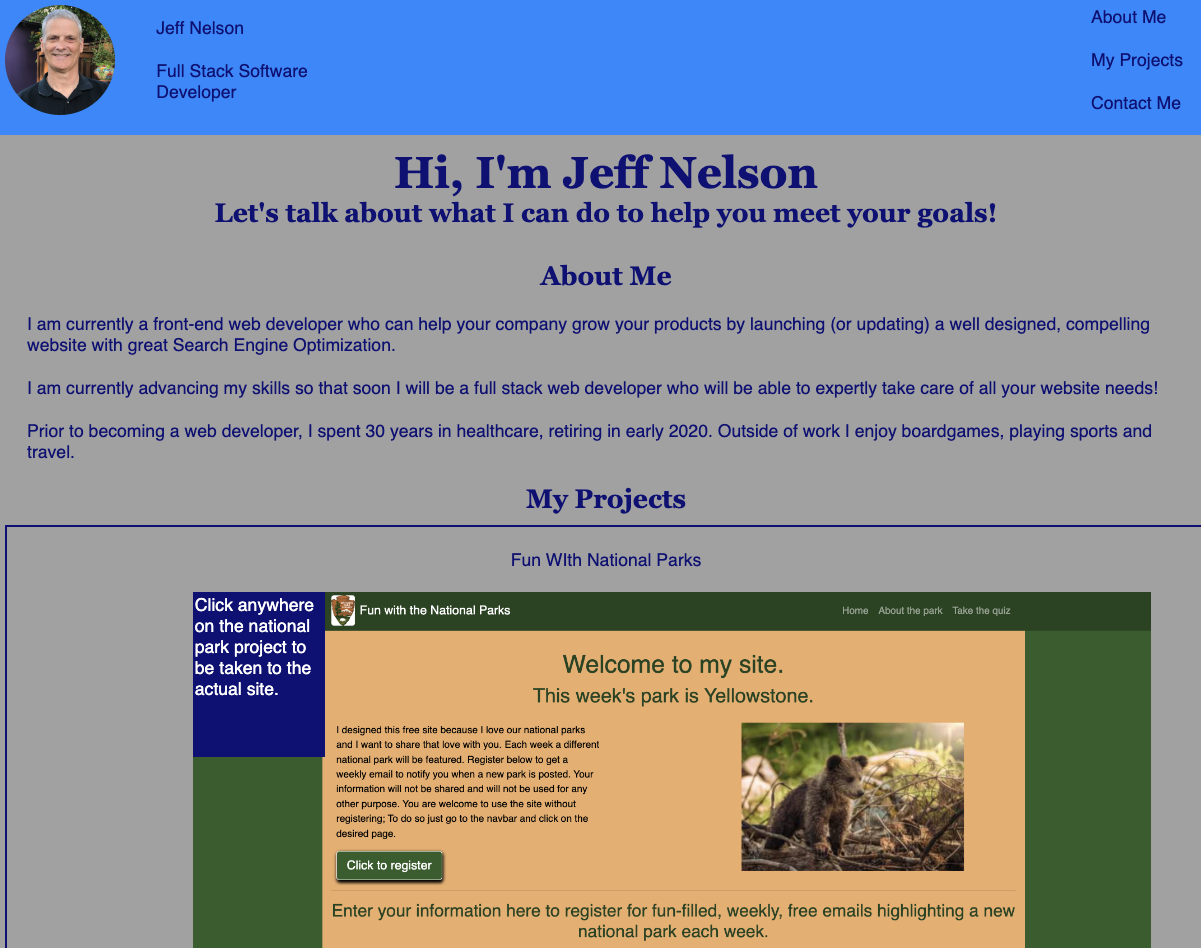 Jeff Nelson
Full Stack Software
Developer
About Me
My Projects
Contact Me
Hi, I'm Jeff Nelson
Let's talk about what I can do to help you meet your goals!
About Me
I am currently a front-end web developer who can help your company grow your products by launching (or updating) a well designed, compelling
website with great Search Engine Optimization.
I am currently advancing my skills so that soon I will be a full stack web developer who will be able to expertly take care of all your website needs!
Prior to becoming a web developer, I spent 30 years in healthcare, retiring in early 2020. Outside of work I enjoy boardgames, playing sports and
travel.
My Projects
Fun WIth National Parks
Click anywhere
on the national
park project to
be taken to the
actual site.
Fun with the National Parks
Home About the park Take the quiz
Welcome to my site.
This week's park is Yellowstone.
I designed this free site because I love our national parks
and I want to share that love with you. Each week a different
national park will be featured. Register below to get a
weekly email to notify you when a new park is posted. Your
information will not be shared and will not be used for any
other purpose. You are welcome to use the site without
registering; To do so just go to the navbar and click on the
desired page.
Click to register
Enter your information here to register for fun-filled, weekly, free emails highlighting a new
national park each week.